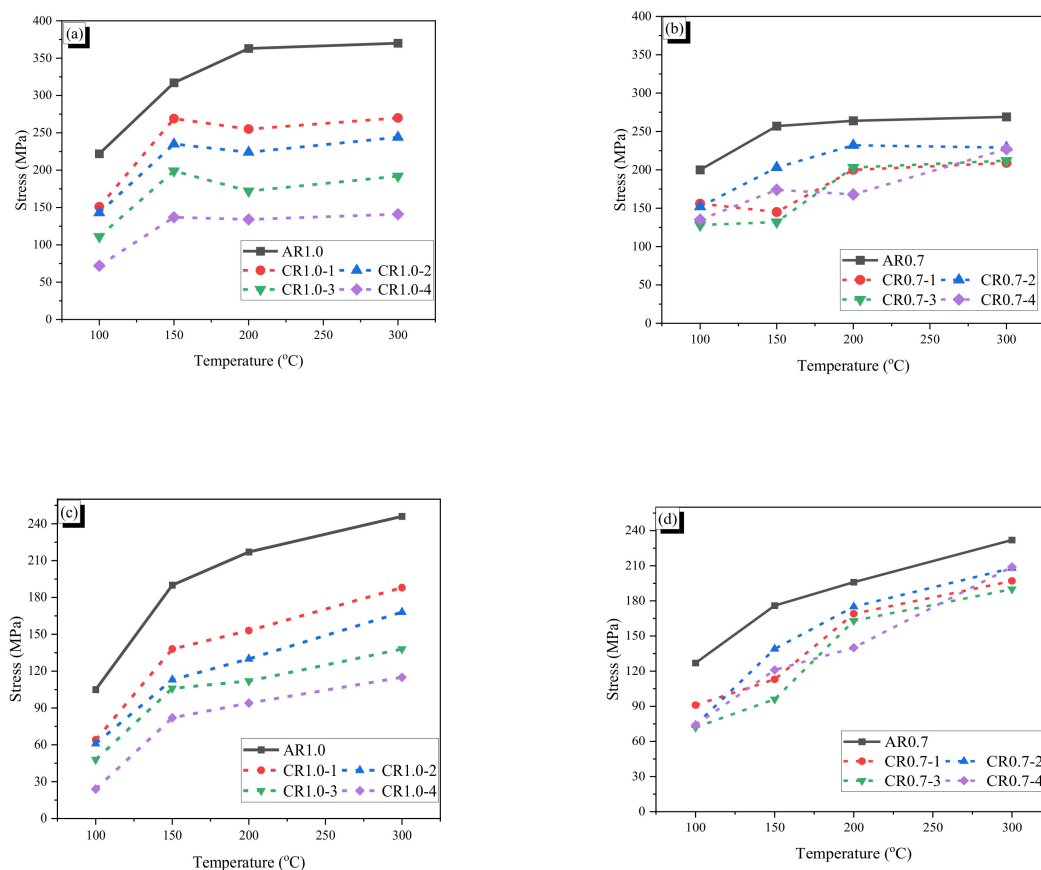 (a)
400
350
300
250
200
150
100
50
0
Stress (MPa)
AR1.0
CR1.0-1 CR1.0-2
CR1.0-3 CR1.0-4
100 150 200 250 300
Temperature (°C)
(b)
400
350
300
250
200
150
100
50
0
Stress (MPa)
AR0.7
CR0.7-1 CR0.7-2
CR0.7-3 CR0.7-4
100 150 200 250 300
Temperature (°C)
(c)
240
210
180
150
120
90
60
30
0
Stress (MPa)
AR1.0
CR1.0-1 CR1.0-2
CR1.0-3 CR1.0-4
100 150 200 250 300
Temperature (°C)
(d)
240
210
180
150
120
90
60
30
0
Stress (MPa)
AR0.7
CR0.7-1 CR0.7-2
CR0.7-3 CR0.7-4
100 150 200 250 300
Temperature (°C)